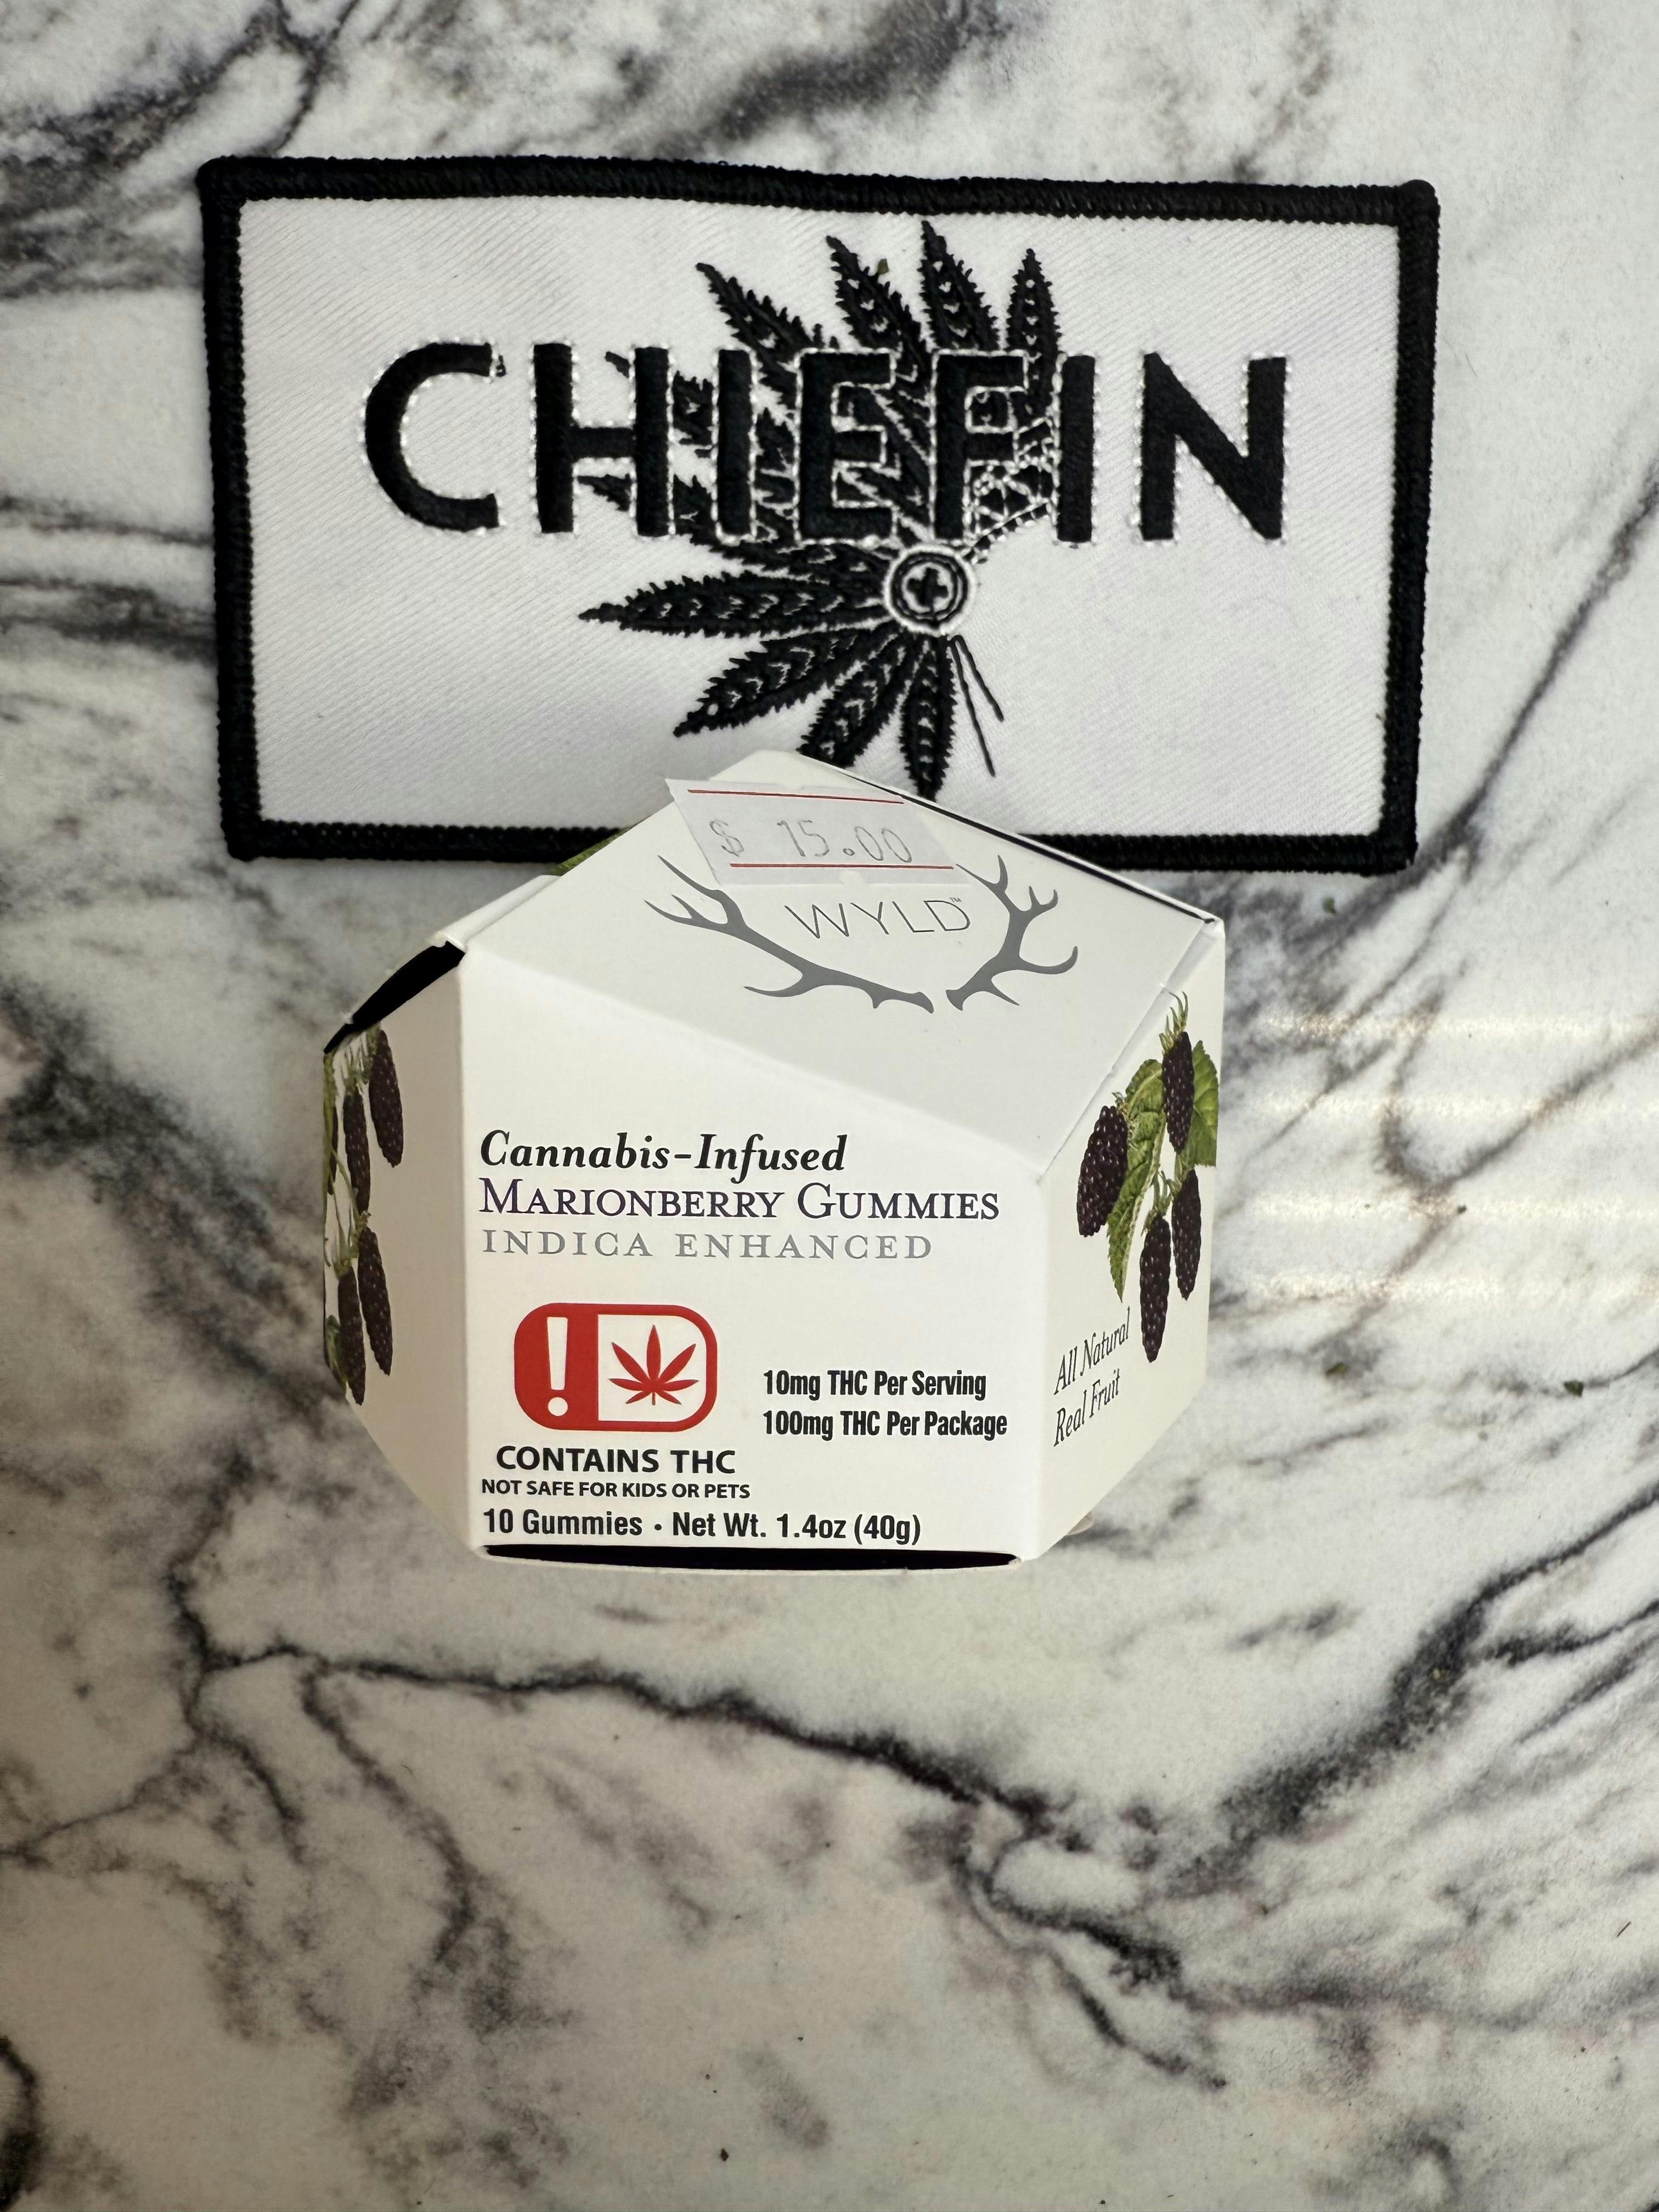 CHIEFIN
$ 15.00
WYLD™
Cannabis-Infused
MARIONBERRY GUMMIES
INDICA ENHANCED
10mg THC Per Serving
100mg THC Per Package
CONTAINS THC
NOT SAFE FOR KIDS OR PETS
10 Gummies • Net Wt. 1.4oz (40g)
All Natural
Real Fruit